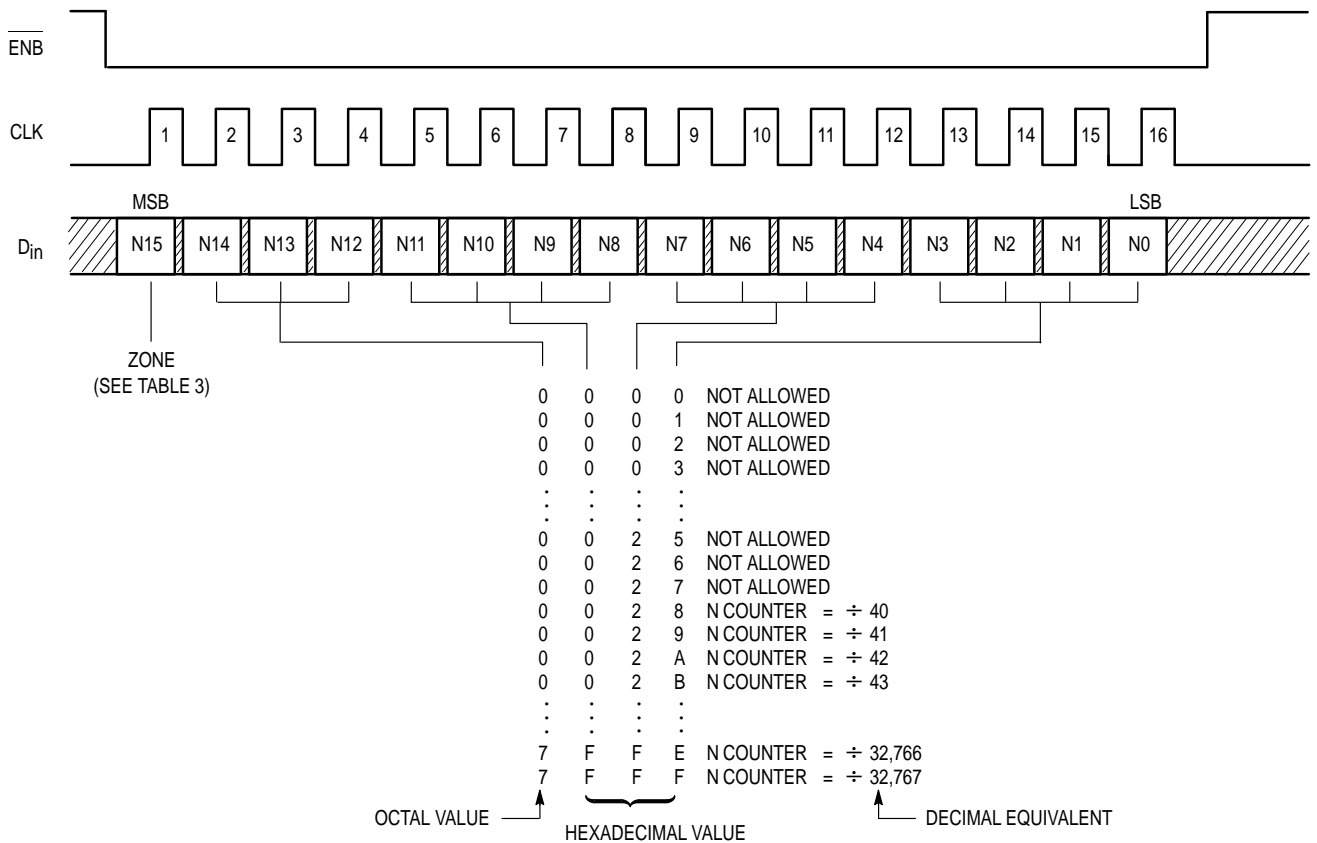 ENB
CLK
1 2 3 4 5 6 7 8 9 10 11 12 13 14 15 16
MSB LSB
Din
N15 N14 N13 N12 N11 N10 N9 N8 N7 N6 N5 N4 N3 N2 N1 N0
ZONE
(SEE TABLE 3)
0 0 0 0 NOT ALLOWED
0 0 0 1 NOT ALLOWED
0 0 0 2 NOT ALLOWED
0 0 0 3 NOT ALLOWED
0 0 2 5 NOT ALLOWED
0 0 2 6 NOT ALLOWED
0 0 2 7 NOT ALLOWED
0 0 2 8 N COUNTER = ÷ 40
0 0 2 9 N COUNTER = ÷ 41
0 0 2 A N COUNTER = ÷ 42
0 0 2 B N COUNTER = ÷ 43
7 F F E N COUNTER = ÷ 32,766
7 F F F N COUNTER = ÷ 32,767
OCTAL VALUE
HEXADECIMAL VALUE
DECIMAL EQUIVALENT